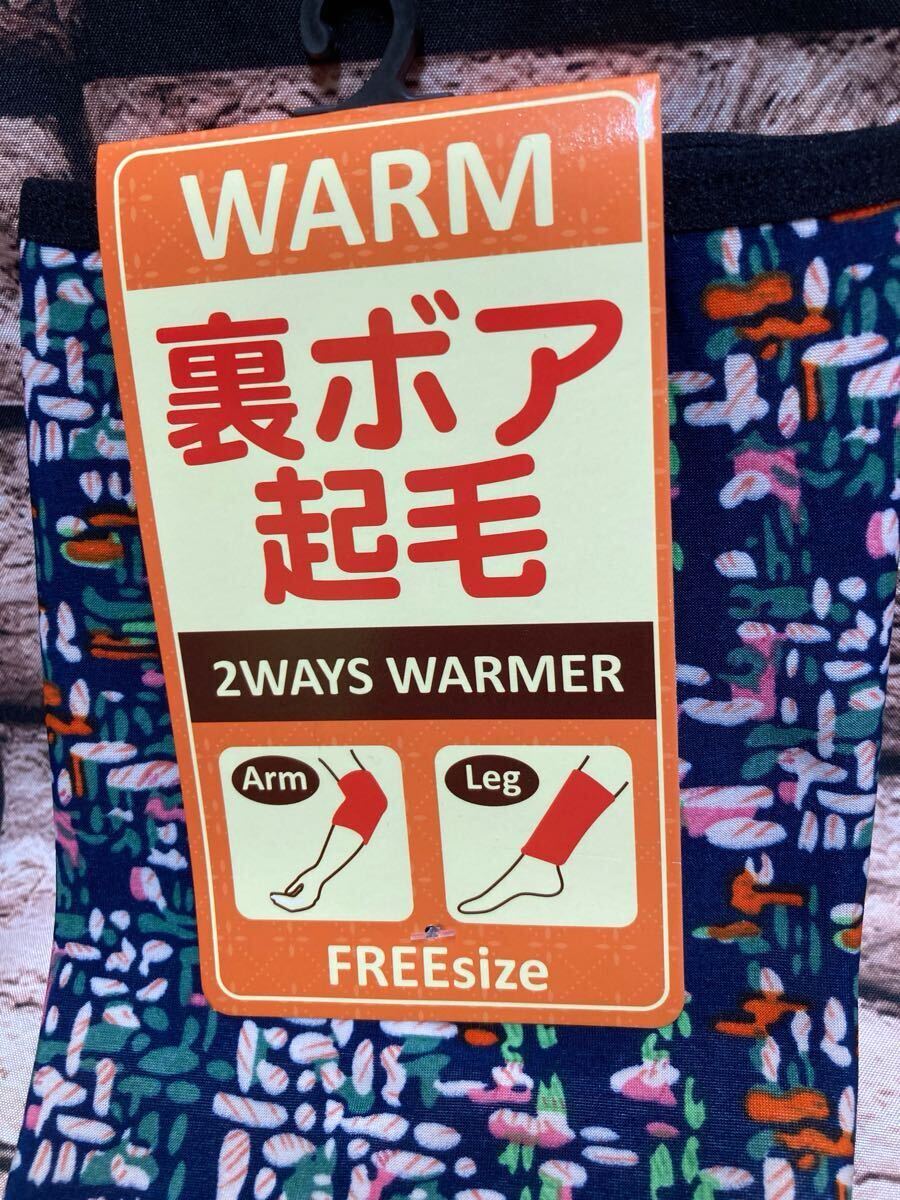 WARM
裏ボア
起毛
2WAYS WARMER
Arm
Leg
FREEsize